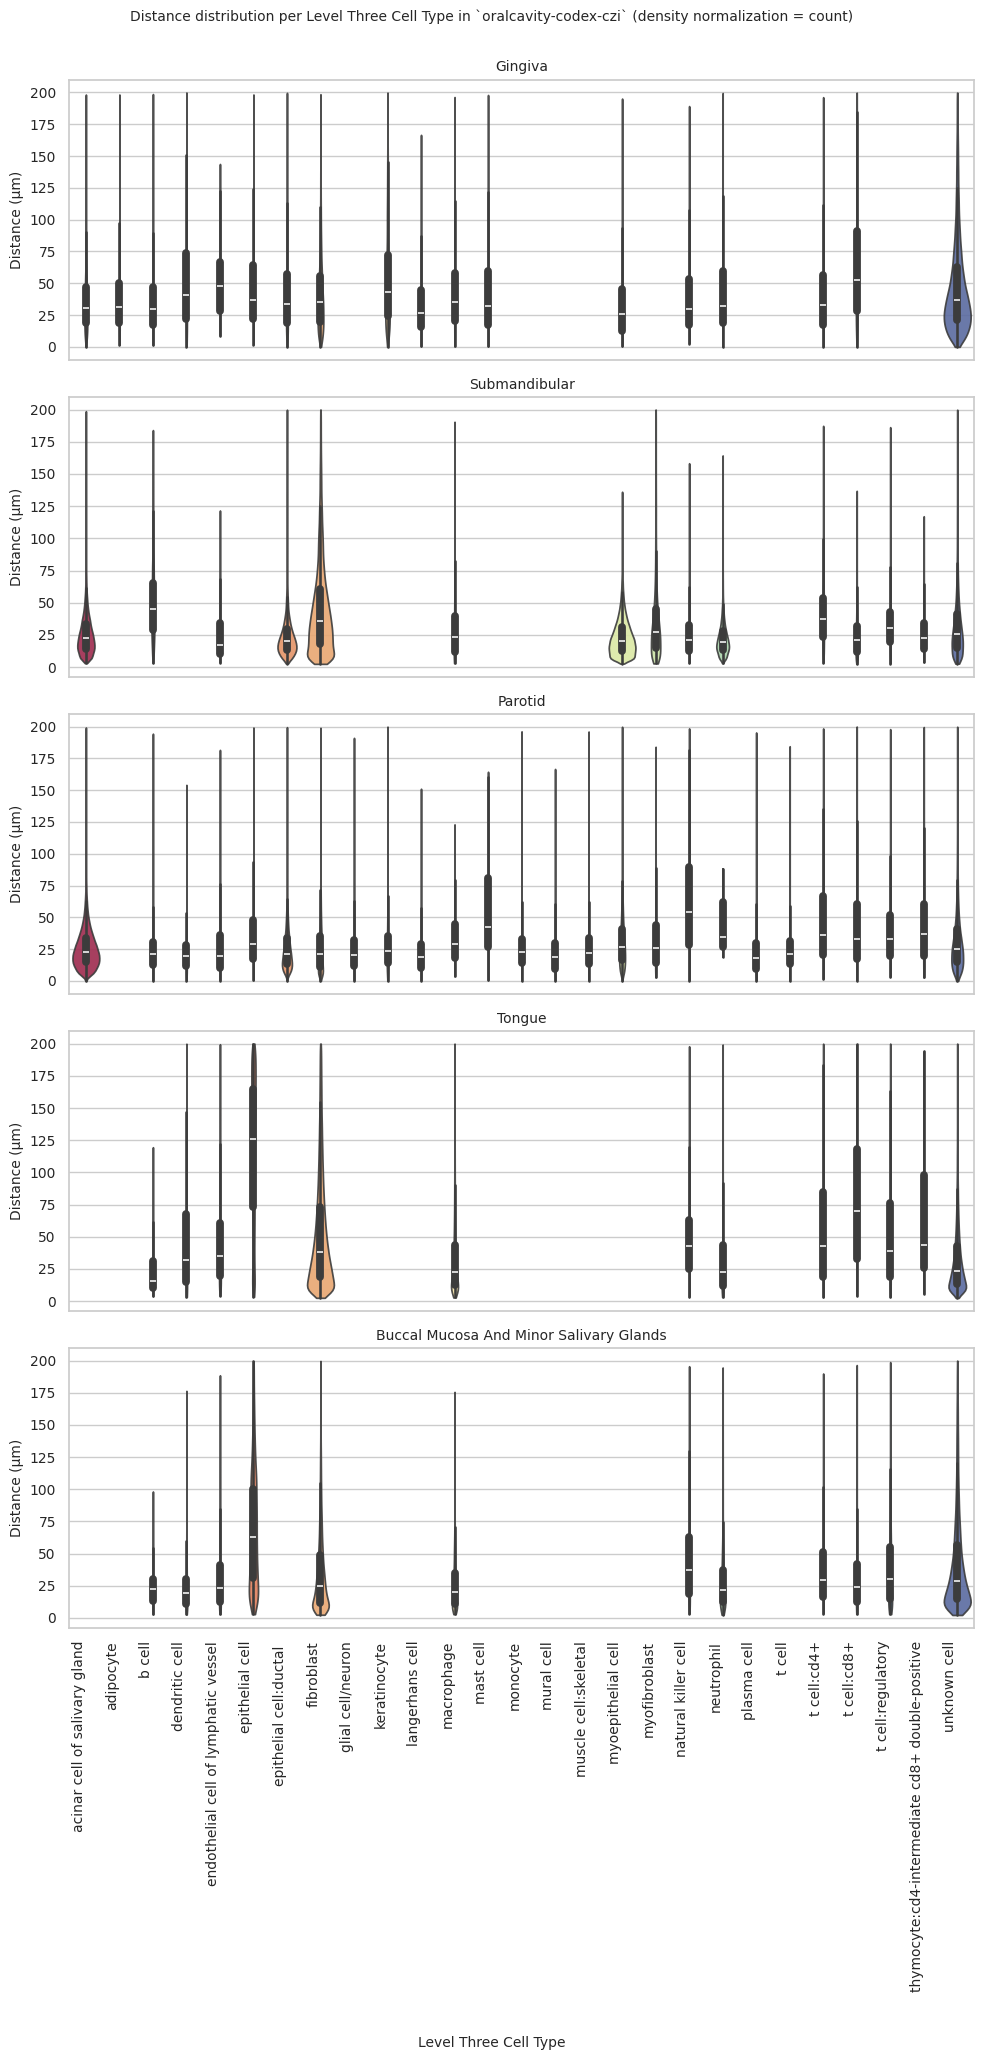 Distance distribution per Level Three Cell Type in `oralcavity-codex-czi` (density normalization = count)
Gingiva
Distance (μm)
200
175
150
125
100
75
50
25
0
Submandibular
Distance (μm)
200
175
150
125
100
75
50
25
0
Parotid
Distance (μm)
200
175
150
125
100
75
50
25
0
Tongue
Distance (μm)
200
175
150
125
100
75
50
25
0
Buccal Mucosa And Minor Salivary Glands
Distance (μm)
200
175
150
125
100
75
50
25
0
acinar cell of salivary gland
adipocyte
b cell
dendritic cell
endothelial cell of lymphatic vessel
epithelial cell
epithelial cell:ductal
fibroblast
glial cell/neuron
keratinocyte
langerhans cell
macrophage
mast cell
monocyte
mural cell
muscle cell:skeletal
myoepithelial cell
myofibroblast
natural killer cell
neutrophil
plasma cell
t cell
t cell:cd4+
t cell:cd8+
t cell:regulatory
thymocyte:cd4-intermediate cd8+ double-positive
unknown cell
Level Three Cell Type